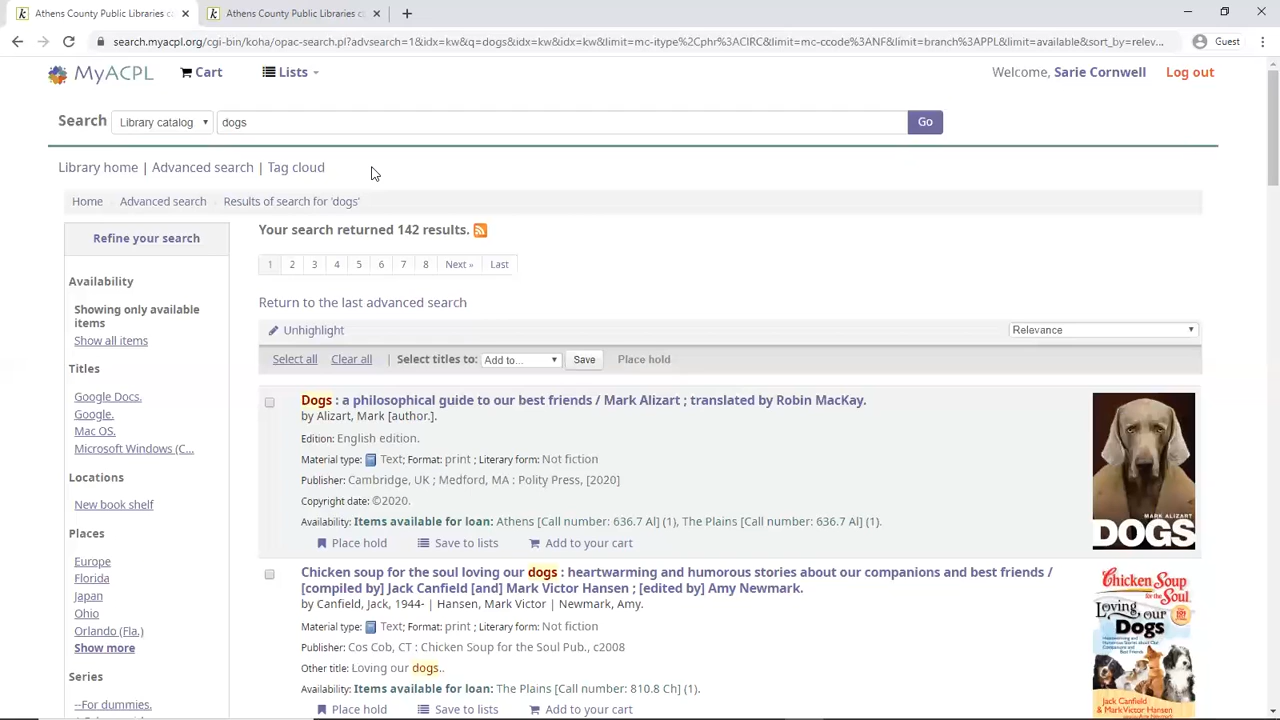 Athens County Public Libraries c
Athens County Public Libraries C
search.myacpl.org/cgi-bin/koha/opac-search.pl?advsearch=1&idx=kw&q=dogs&idx=kw&idx=kw&limit=mc-itype%2Cphr%3ACIRC&limit=mc-ccode%3ANF&limit=branch%3APPL&limit=available&sort_by=relev...
Guest
MyACPL Cart Lists
Welcome, Sarie Cornwell Log out
Search Library catalog dogs Go
Library home | Advanced search | Tag cloud
Home Advanced search Results of search for 'dogs'
Refine your search
Availability
Showing only available
items
Show all items
Titles
Google Docs.
Google.
Mac OS.
Microsoft Windows (C...
Locations
New book shelf
Places
Europe
Florida
Japan
Ohio
Orlando (Fla.)
Show more
Series
--For dummies.
Your search returned 142 results.
1 2 3 4 5 6 7 8 Next » Last
Return to the last advanced search
Unhighlight
Relevance
Select all Clear all | Select titles to: Add to... Save Place hold
Dogs : a philosophical guide to our best friends / Mark Alizart ; translated by Robin MacKay.
by Alizart, Mark [author.].
Edition: English edition.
Material type: Text; Format: print ; Literary form: Not fiction
Publisher: Cambridge, UK ; Medford, MA : Polity Press, [2020]
Copyright date: ©2020.
Availability: Items available for loan: Athens [Call number: 636.7 Al] (1), The Plains [Call number: 636.7 Al] (1).
Place hold Save to lists Add to your cart
MARK ALIZART
DOGS
Chicken soup for the soul loving our dogs : heartwarming and humorous stories about our companions and best friends /
[compiled by] Jack Canfield [and] Mark Victor Hansen ; [edited by] Amy Newmark.
by Canfield, Jack, 1944- | Hansen, Mark Victor | Newmark, Amy.
Material type: Text; Format: print ; Literary form: Not fiction
Publisher: Cos Cob, CT : Chicken Soup for the Soul Pub., c2008
Other title: Loving our dogs.
Availability: Items available for loan: The Plains [Call number: 810.8 Ch] (1).
Place hold Save to lists Add to your cart
Chicken Soup
for the Soul
Loving our
Dogs
Jack Canfield
& Mark Victor Hansen